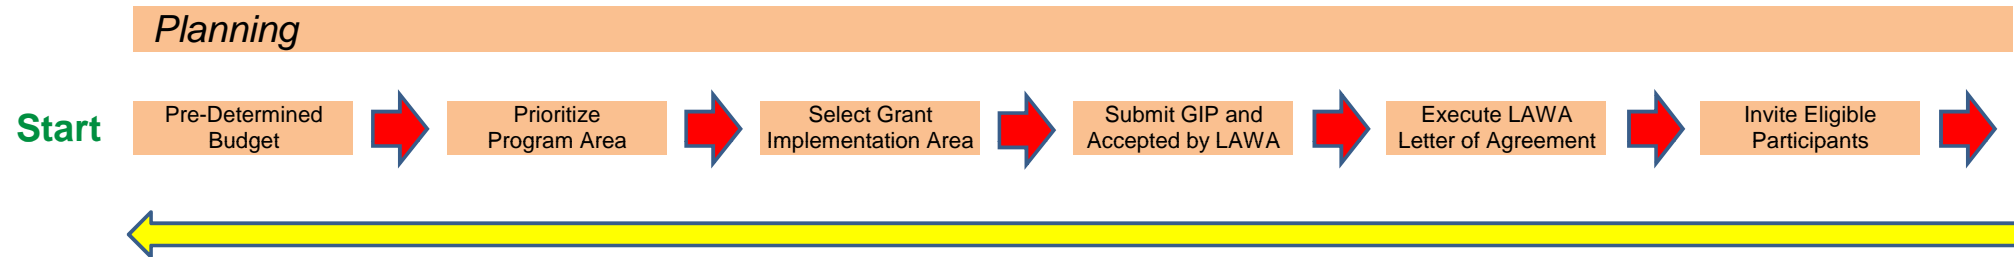 Planning
Start
Pre-Determined
Budget
Prioritize
Program Area
Select Grant
Implementation Area
Submit GIP and
Accepted by LAWA
Execute LAWA
Letter of Agreement
Invite Eligible
Participants